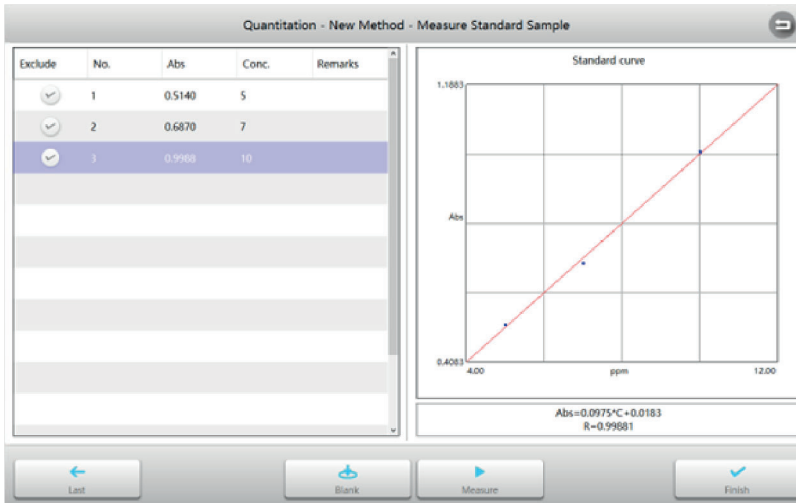 Quantitation - New Method - Measure Standard Sample
Exclude No. Abs Conc. Remarks
1 0.5140 5
2 0.6870 7
3 0.9988 10
Standard curve
1.1883
Abs
0.4083
4.00 ppm 12.00
Abs=0.0975*C+0.0183
R=0.99881
Last Blank Measure Finish